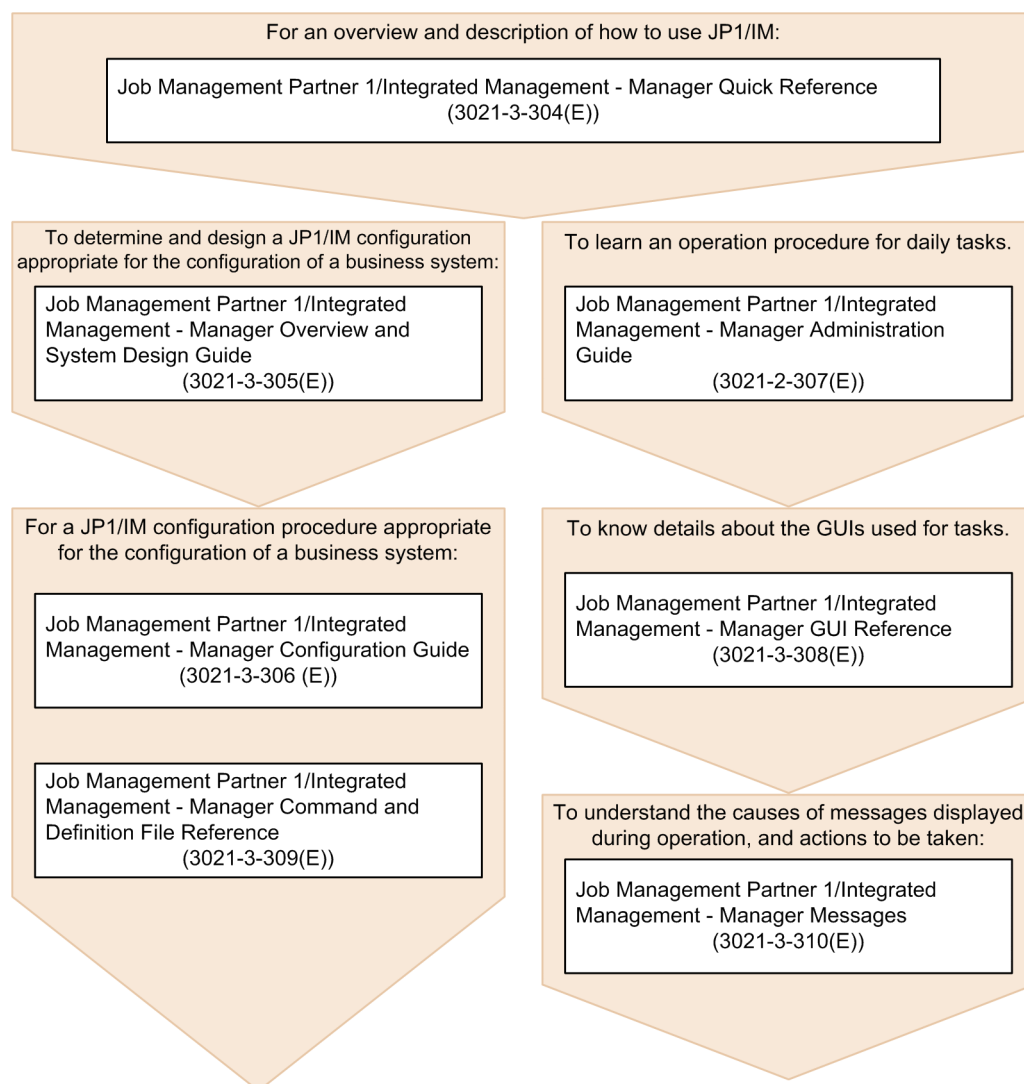 For an overview and description of how to use JP1/IM:
Job Management Partner 1/Integrated Management - Manager Quick Reference
(3021-3-304(E))
To determine and design a JP1/IM configuration
appropriate for the configuration of a business system:
Job Management Partner 1/Integrated
Management - Manager Overview and
System Design Guide
(3021-3-305(E))
For a JP1/IM configuration procedure appropriate
for the configuration of a business system:
Job Management Partner 1/Integrated
Management - Manager Configuration Guide
(3021-3-306 (E))
Job Management Partner 1/Integrated
Management - Manager Command and
Definition File Reference
(3021-3-309(E))
To learn an operation procedure for daily tasks.
Job Management Partner 1/Integrated
Management - Manager Administration
Guide
(3021-2-307(E))
To know details about the GUIs used for tasks.
Job Management Partner 1/Integrated
Management - Manager GUI Reference
(3021-3-308(E))
To understand the causes of messages displayed
during operation, and actions to be taken:
Job Management Partner 1/Integrated
Management - Manager Messages
(3021-3-310(E))